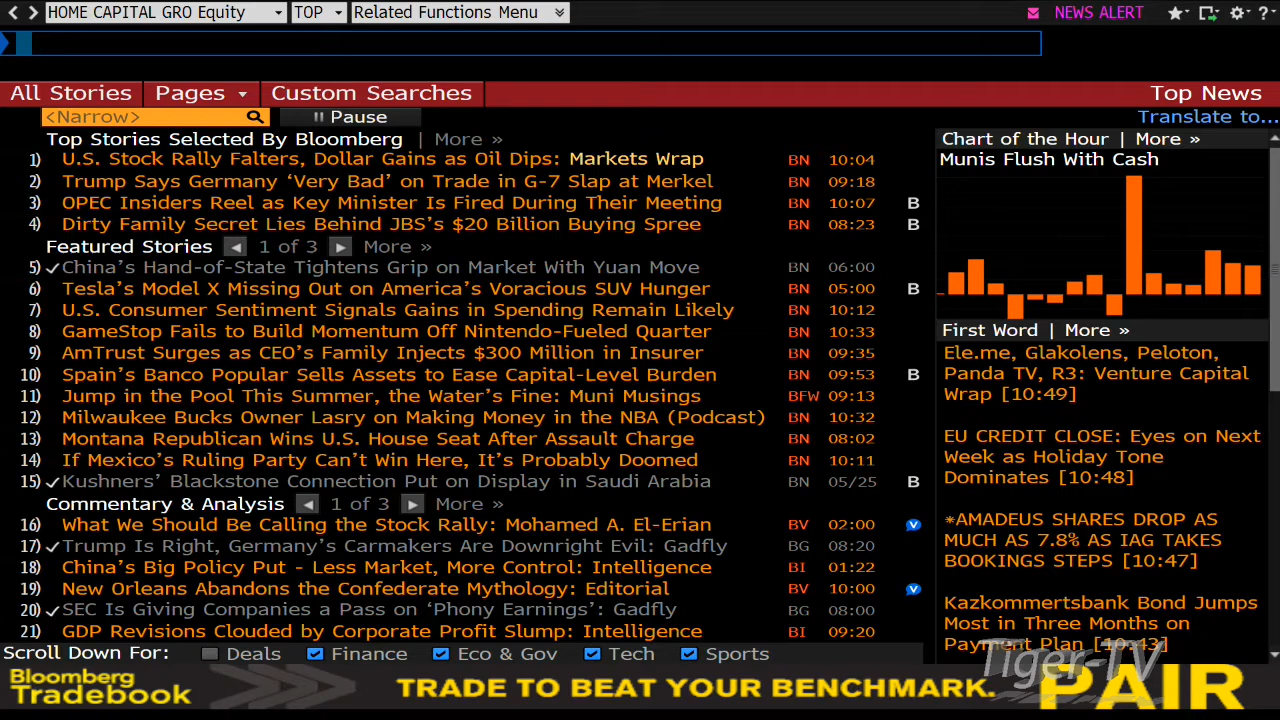 HOME CAPITAL GRO Equity TOP Related Functions Menu NEWS ALERT ?
All Stories Pages Custom Searches Top News
<Narrow> Pause Translate to...
Top Stories Selected By Bloomberg | More »
1) U.S. Stock Rally Falters, Dollar Gains as Oil Dips: Markets Wrap BN 10:04
2) Trump Says Germany ‘Very Bad’ on Trade in G-7 Slap at Merkel BN 09:18
3) OPEC Insiders Reel as Key Minister Is Fired During Their Meeting BN 10:07 B
4) Dirty Family Secret Lies Behind JBS’s $20 Billion Buying Spree BN 08:23 B
Featured Stories 1 of 3 More »
5) China’s Hand-of-State Tightens Grip on Market With Yuan Move BN 06:00
6) Tesla’s Model X Missing Out on America’s Voracious SUV Hunger BN 05:00 B
7) U.S. Consumer Sentiment Signals Gains in Spending Remain Likely BN 10:12
8) GameStop Fails to Build Momentum Off Nintendo-Fueled Quarter BN 10:33
9) AmTrust Surges as CEO’s Family Injects $300 Million in Insurer BN 09:35
10) Spain’s Banco Popular Sells Assets to Ease Capital-Level Burden BN 09:53 B
11) Jump in the Pool This Summer, the Water’s Fine: Muni Musings BFW 09:13
12) Milwaukee Bucks Owner Lasry on Making Money in the NBA (Podcast) BN 10:32
13) Montana Republican Wins U.S. House Seat After Assault Charge BN 08:02
14) If Mexico’s Ruling Party Can’t Win Here, It’s Probably Doomed BN 10:11
15) Kushners’ Blackstone Connection Put on Display in Saudi Arabia BN 05/25 B
Commentary & Analysis 1 of 3 More »
16) What We Should Be Calling the Stock Rally: Mohamed A. El-Erian BV 02:00
17) Trump Is Right, Germany’s Carmakers Are Downright Evil: Gadfly BG 08:20
18) China’s Big Policy Put - Less Market, More Control: Intelligence BI 01:22
19) New Orleans Abandons the Confederate Mythology: Editorial BV 10:00
20) SEC Is Giving Companies a Pass on ‘Phony Earnings’: Gadfly BG 08:00
21) GDP Revisions Clouded by Corporate Profit Slump: Intelligence BI 09:20
Scroll Down For: Deals Finance Eco & Gov Tech Sports
Chart of the Hour | More »
Munis Flush With Cash
First Word | More »
Ele.me, Glakolens, Peloton,
Panda TV, R3: Venture Capital
Wrap [10:49]
EU CREDIT CLOSE: Eyes on Next
Week as Holiday Tone
Dominates [10:48]
*AMADEUS SHARES DROP AS
MUCH AS 7.8% AS IAG TAKES
BOOKINGS STEPS [10:47]
Kazkommertsbank Bond Jumps
Most in Three Months on
Payment Plan [10:43]
Tiger-TV
Bloomberg
Tradebook
TRADE TO BEAT YOUR BENCHMARK.
PAIR